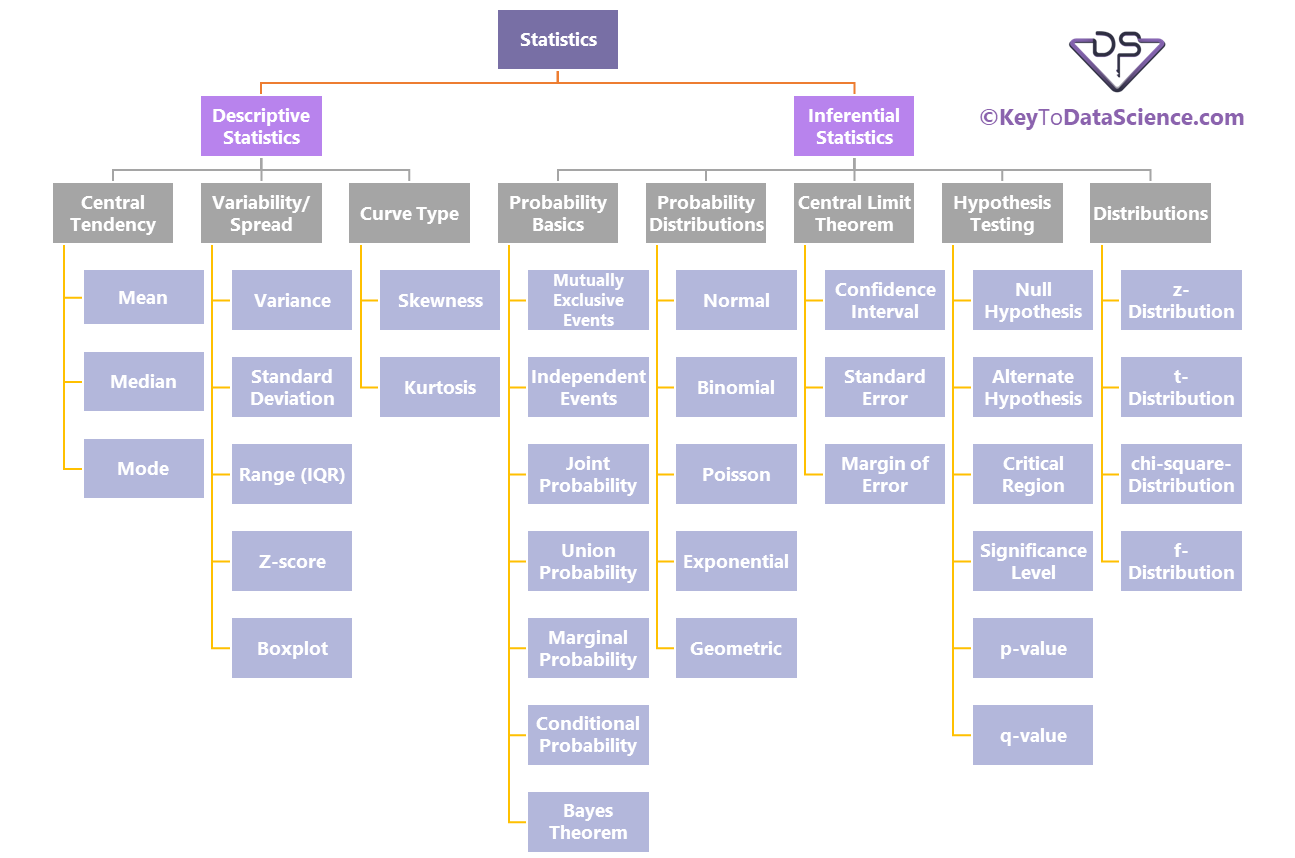 Statistics
DS
©KeyToDataScience.com
Descriptive
Statistics
Inferential
Statistics
Central
Tendency
Variability/
Spread
Curve Type
Probability
Basics
Probability
Distributions
Central Limit
Theorem
Hypothesis
Testing
Distributions
Mean
Median
Mode
Variance
Standard
Deviation
Range (IQR)
Z-score
Boxplot
Skewness
Kurtosis
Mutually
Exclusive
Events
Independent
Events
Joint
Probability
Union
Probability
Marginal
Probability
Conditional
Probability
Bayes
Theorem
Normal
Binomial
Poisson
Exponential
Geometric
Confidence
Interval
Standard
Error
Margin of
Error
Null
Hypothesis
Alternate
Hypothesis
Critical
Region
Significance
Level
p-value
q-value
z-
Distribution
t-
Distribution
chi-square-
Distribution
f-
Distribution